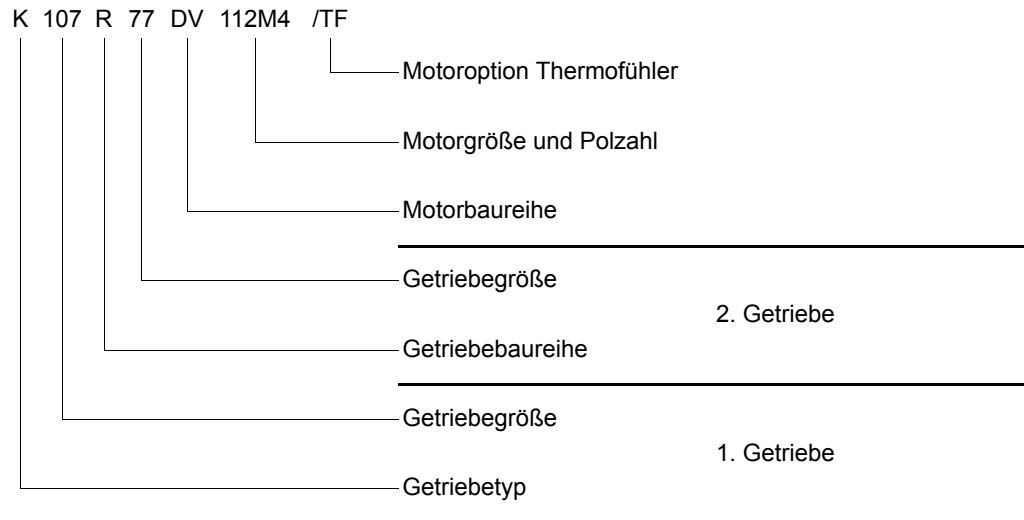 K 107 R 77 DV 112M4 /TF
Motoroption Thermofühler
Motorgröße und Polzahl
Motorbaureihe
Getriebegröße
2. Getriebe
Getriebebaureihe
Getriebegröße
1. Getriebe
Getriebetyp